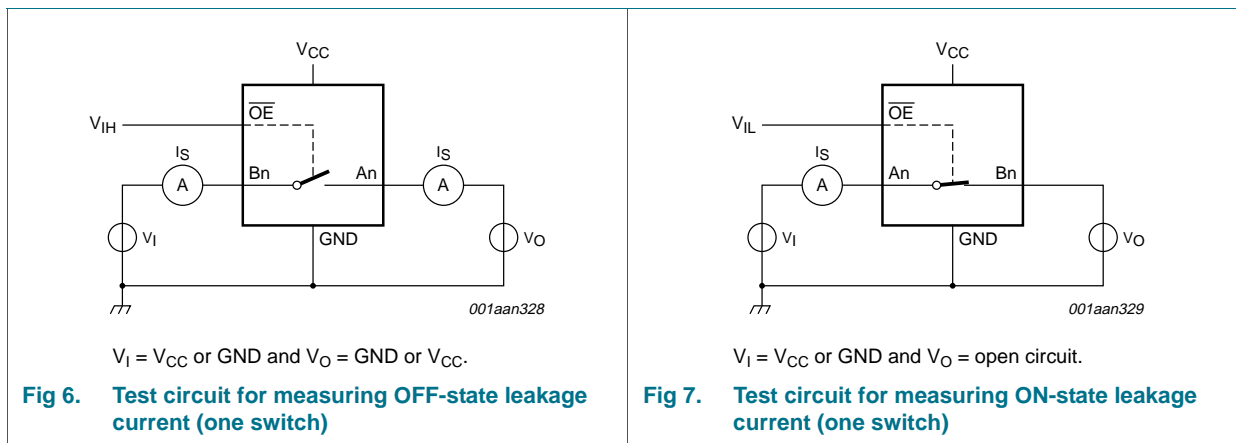 VCC
OE
VIH
IS
A
Bn
An
IS
A
VI
GND
VO
001aan328
VI = VCC or GND and VO = GND or VCC.
Fig 6. Test circuit for measuring OFF-state leakage
current (one switch)
VCC
OE
VIL
IS
A
An
Bn
VI
GND
VO
001aan329
VI = VCC or GND and VO = open circuit.
Fig 7. Test circuit for measuring ON-state leakage
current (one switch)